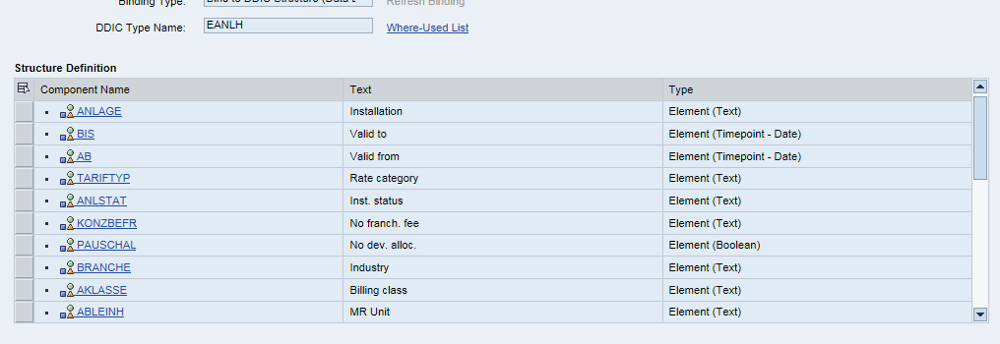 Binding Type: Bind to DDIC Structure (Data t Refresh Binding
DDIC Type Name: EANLH Where-Used List
Structure Definition
Component Name Text Type
ANLAGE Installation Element (Text)
BIS Valid to Element (Timepoint - Date)
AB Valid from Element (Timepoint - Date)
TARIFTYP Rate category Element (Text)
ANLSTAT Inst. status Element (Text)
KONZBEFR No franch. fee Element (Text)
PAUSCHAL No dev. alloc. Element (Boolean)
BRANCHE Industry Element (Text)
AKLASSE Billing class Element (Text)
ABLEINH MR Unit Element (Text)